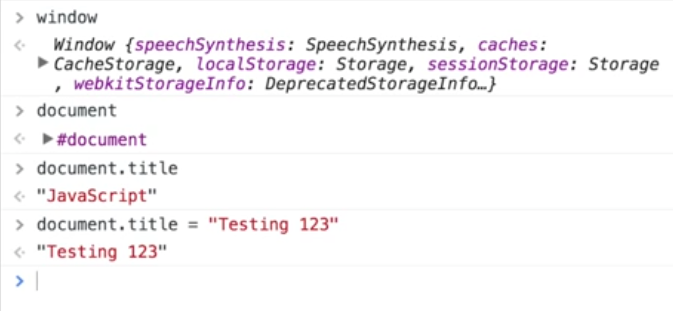 > window
<· Window {speechSynthesis: SpeechSynthesis, caches:
▶CacheStorage, localStorage: Storage, sessionStorage: Storage
, webkitStorageInfo: DeprecatedStorageInfo…}
> document
<· ▶#document
> document.title
<· "JavaScript"
> document.title = "Testing 123"
<· "Testing 123"
>